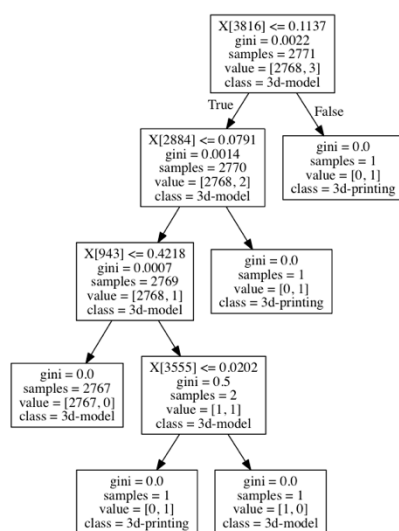 X[3816] <= 0.1137
gini = 0.0022
samples = 2771
value = [2768, 3]
class = 3d-model
True
False
X[2884] <= 0.0791
gini = 0.0014
samples = 2770
value = [2768, 2]
class = 3d-model
gini = 0.0
samples = 1
value = [0, 1]
class = 3d-printing
X[943] <= 0.4218
gini = 0.0007
samples = 2769
value = [2768, 1]
class = 3d-model
gini = 0.0
samples = 1
value = [0, 1]
class = 3d-printing
gini = 0.0
samples = 2767
value = [2767, 0]
class = 3d-model
X[3555] <= 0.0202
gini = 0.5
samples = 2
value = [1, 1]
class = 3d-model
gini = 0.0
samples = 1
value = [0, 1]
class = 3d-printing
gini = 0.0
samples = 1
value = [1, 0]
class = 3d-model